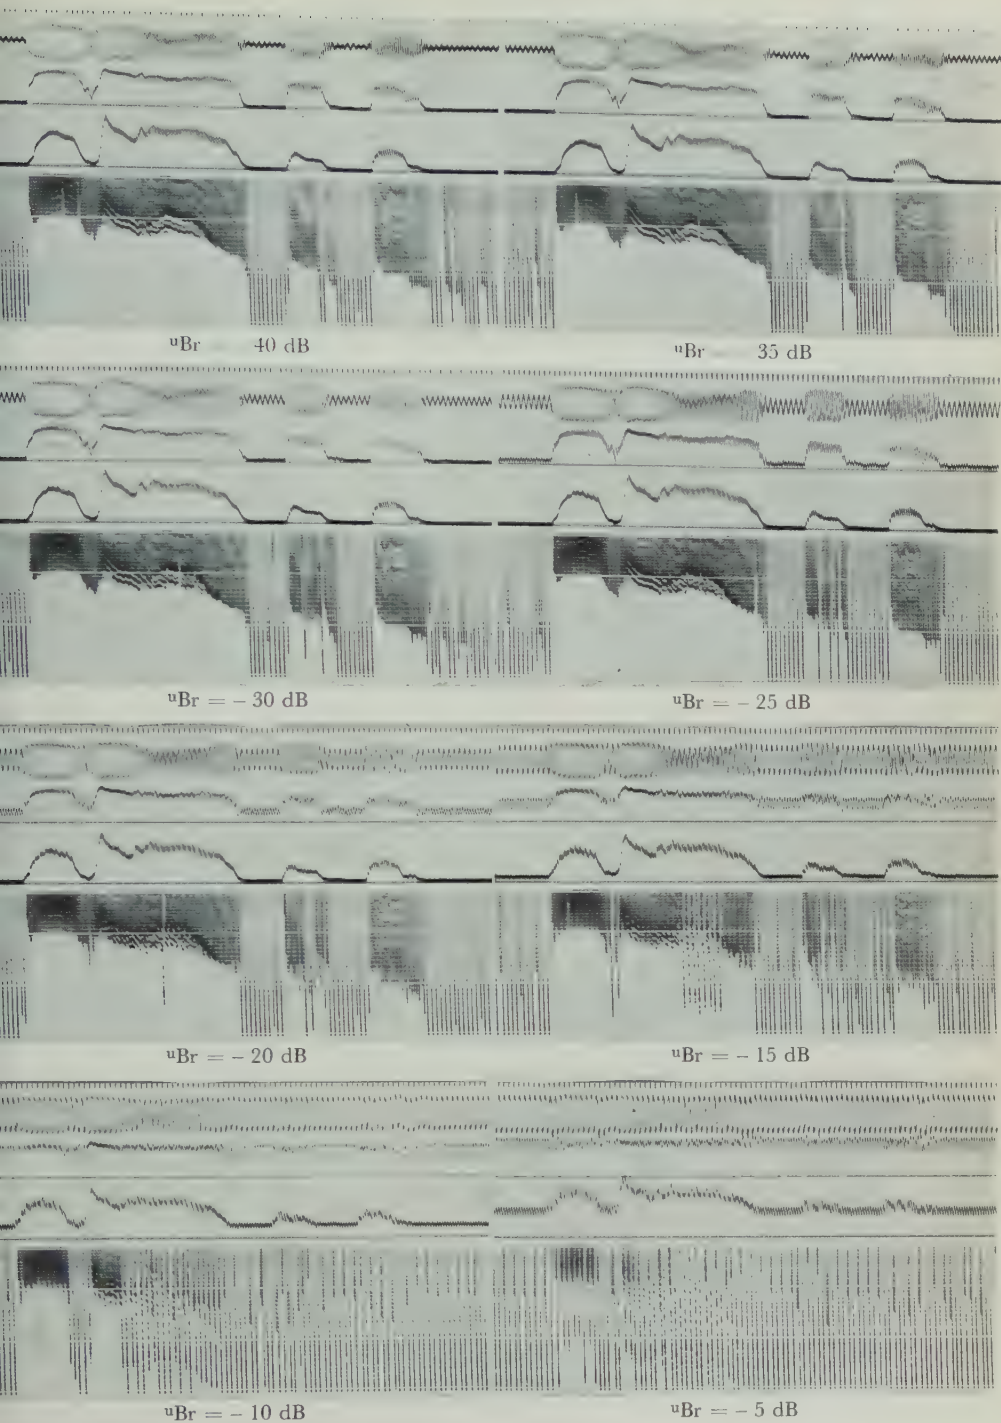 ᵘBr 40 dB
ᵘBr 35 dB
ᵘBr = – 30 dB
ᵘBr = – 25 dB
ᵘBr = – 20 dB
ᵘBr = – 15 dB
ᵘBr = – 10 dB
ᵘBr = – 5 dB